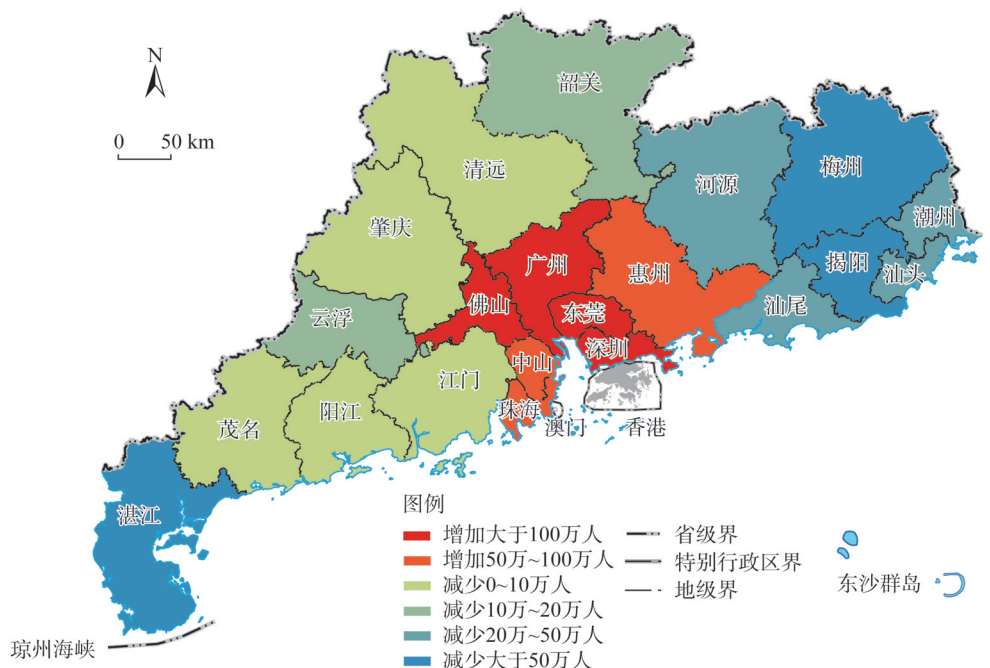 N
0 50 km
韶关
清远
河源
梅州
潮州
肇庆
广州
惠州
揭阳
汕头
佛山
东莞
汕尾
云浮
深圳
中山
江门
珠海
澳门
香港
阳江
茂名
湛江
琼州海峡
图例
增加大于100万人
增加50万~100万人
减少0~10万人
减少10万~20万人
减少20万~50万人
减少大于50万人
省级界
特别行政区界
地级界
东沙群岛